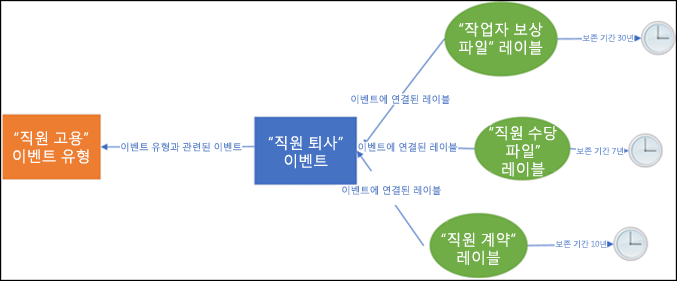 “작업자 보상
파일” 레이블
보존 기간 30년
이벤트에 연결된 레이블
“직원 고용”
이벤트 유형
이벤트 유형과 관련된 이벤트
“직원 퇴사”
이벤트
이벤트에 연결된 레이블
“직원 수당
파일”
레이블
보존 기간 7년
이벤트에 연결된 레이블
“직원 계약”
레이블
보존 기간 10년